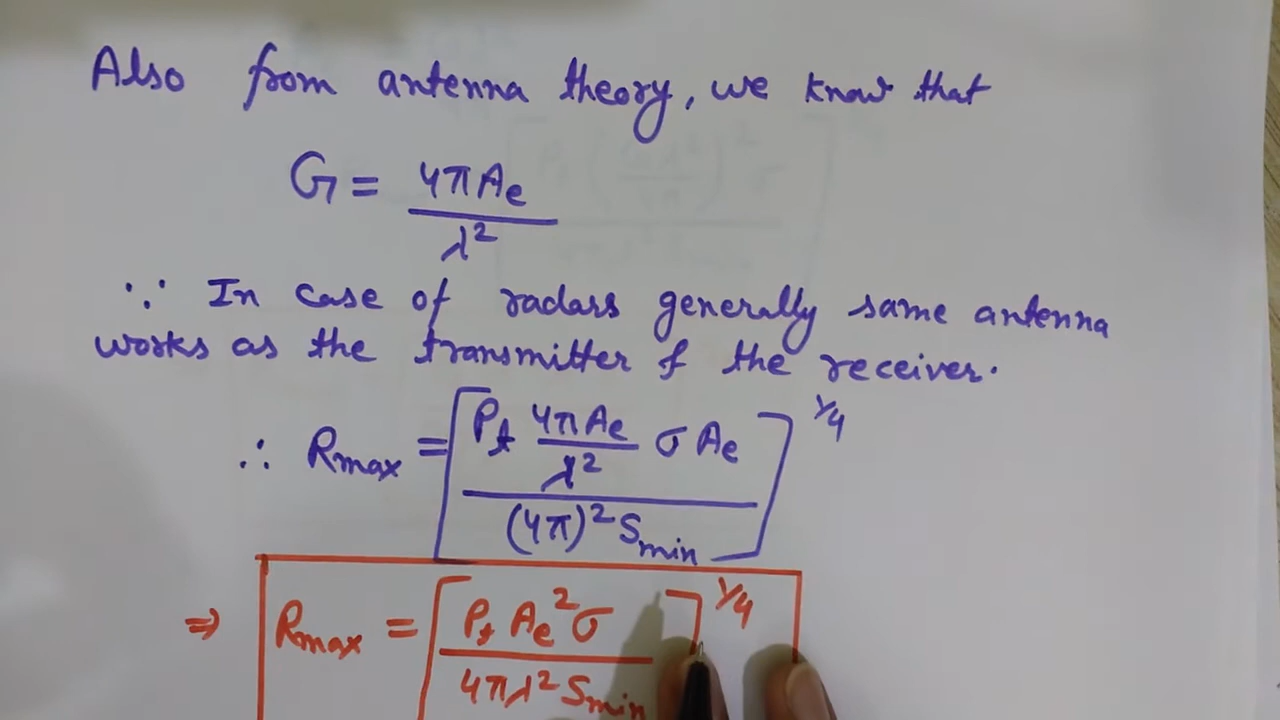 Also from antenna theory, we know that
G = 4πAe / λ²
∵ In case of radars generally same antenna
works as the transmitter & the receiver.
∴ Rmax = [Pt 4πAe/λ² σ Ae / (4π)² Smin]^1/4
⇒ Rmax = [Pt Ae² σ / 4πλ² Smin]^1/4